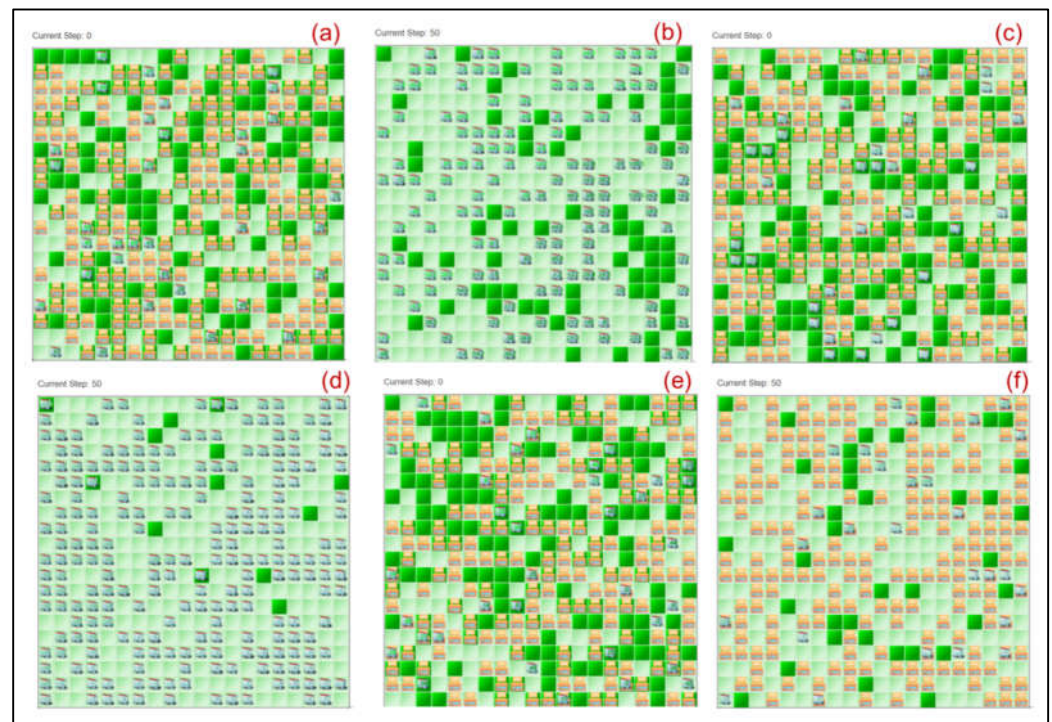 Current Step: 0
(a)
Current Step: 50
(b)
Current Step: 0
(c)
Current Step: 50
(d)
Current Step: 0
(e)
Current Step: 50
(f)